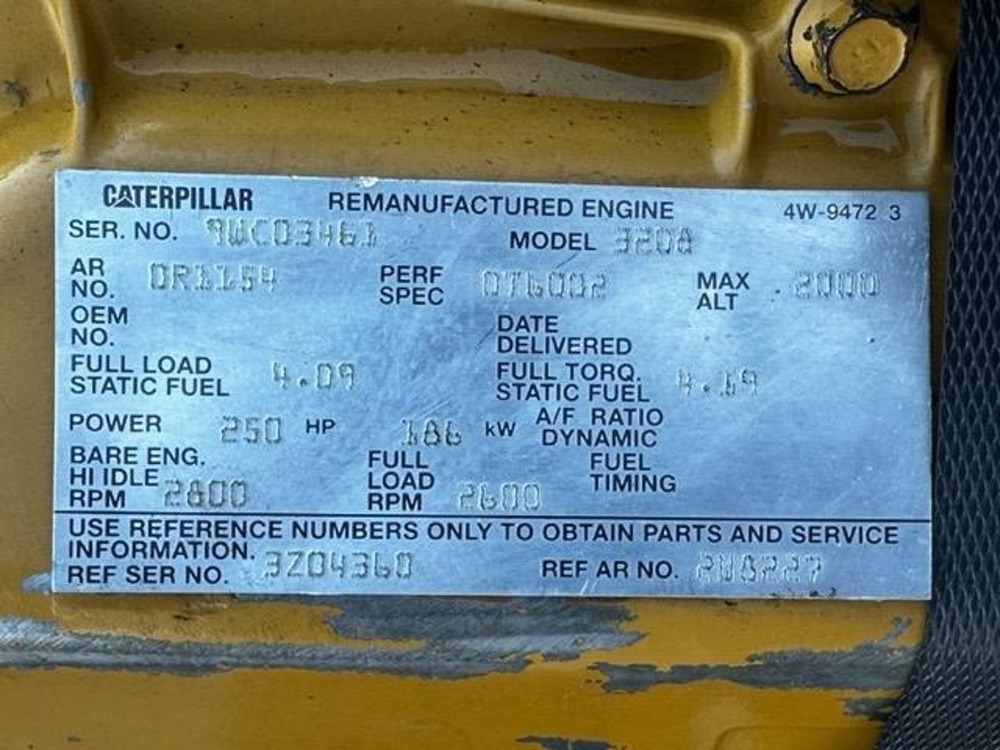 CATERPILLAR REMANUFACTURED ENGINE 4W-9472 3
SER. NO. 9WC03461 MODEL 3208
AR NO. 0R1154 PERF SPEC 0T6002 MAX ALT 2000
OEM NO. DATE DELIVERED
FULL LOAD STATIC FUEL 4.09 FULL TORQ. STATIC FUEL 4.19
POWER 250 HP 186 kW A/F RATIO DYNAMIC
BARE ENG. HI IDLE RPM 2800 FULL LOAD RPM 2600 FUEL TIMING
USE REFERENCE NUMBERS ONLY TO OBTAIN PARTS AND SERVICE
INFORMATION.
REF SER NO. 3Z04360 REF AR NO.